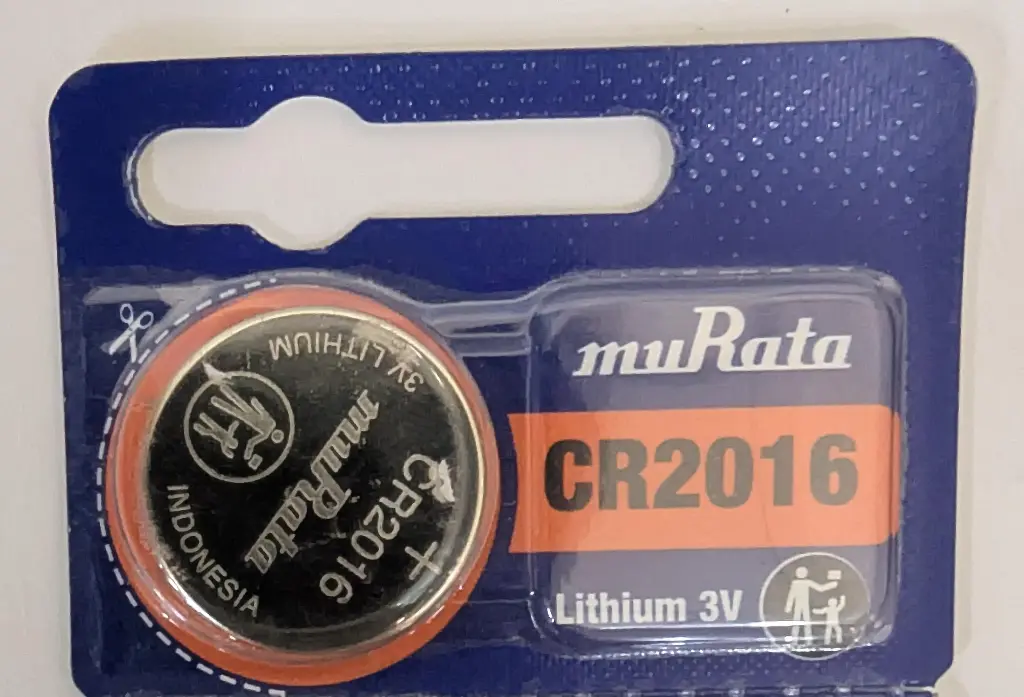 muRata
CR2016
Lithium 3V
3V LITHIUM
muRata
CR2016
+
INDONESIA